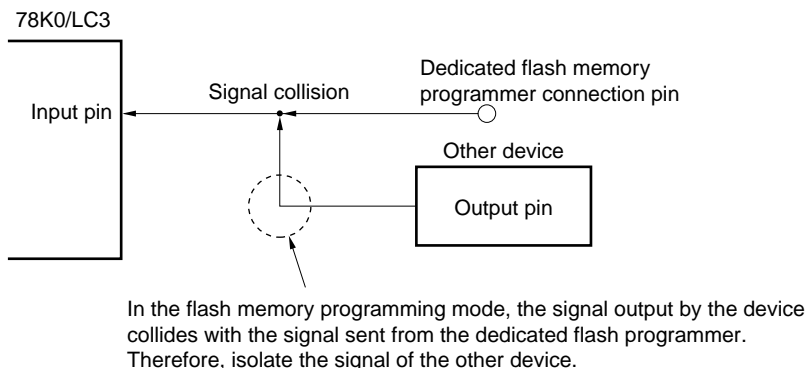 78K0/LC3
Input pin
Signal collision
Dedicated flash memory
programmer connection pin
Other device
Output pin
In the flash memory programming mode, the signal output by the device
collides with the signal sent from the dedicated flash programmer.
Therefore, isolate the signal of the other device.